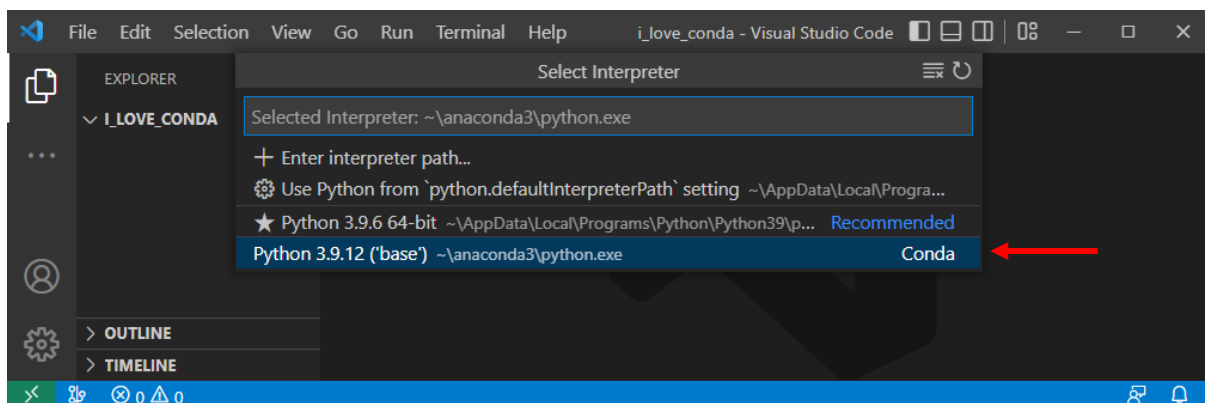 File Edit Selection View Go Run Terminal Help i_love_conda - Visual Studio Code
EXPLORER
Select Interpreter
I_LOVE_CONDA
Selected Interpreter: ~\anaconda3\python.exe
Enter interpreter path...
Use Python from `python.defaultInterpreterPath` setting ~\AppData\Local\Progra...
Python 3.9.6 64-bit ~\AppData\Local\Programs\Python\Python39\p... Recommended
Python 3.9.12 ('base') ~\anaconda3\python.exe Conda
OUTLINE
TIMELINE
0 0